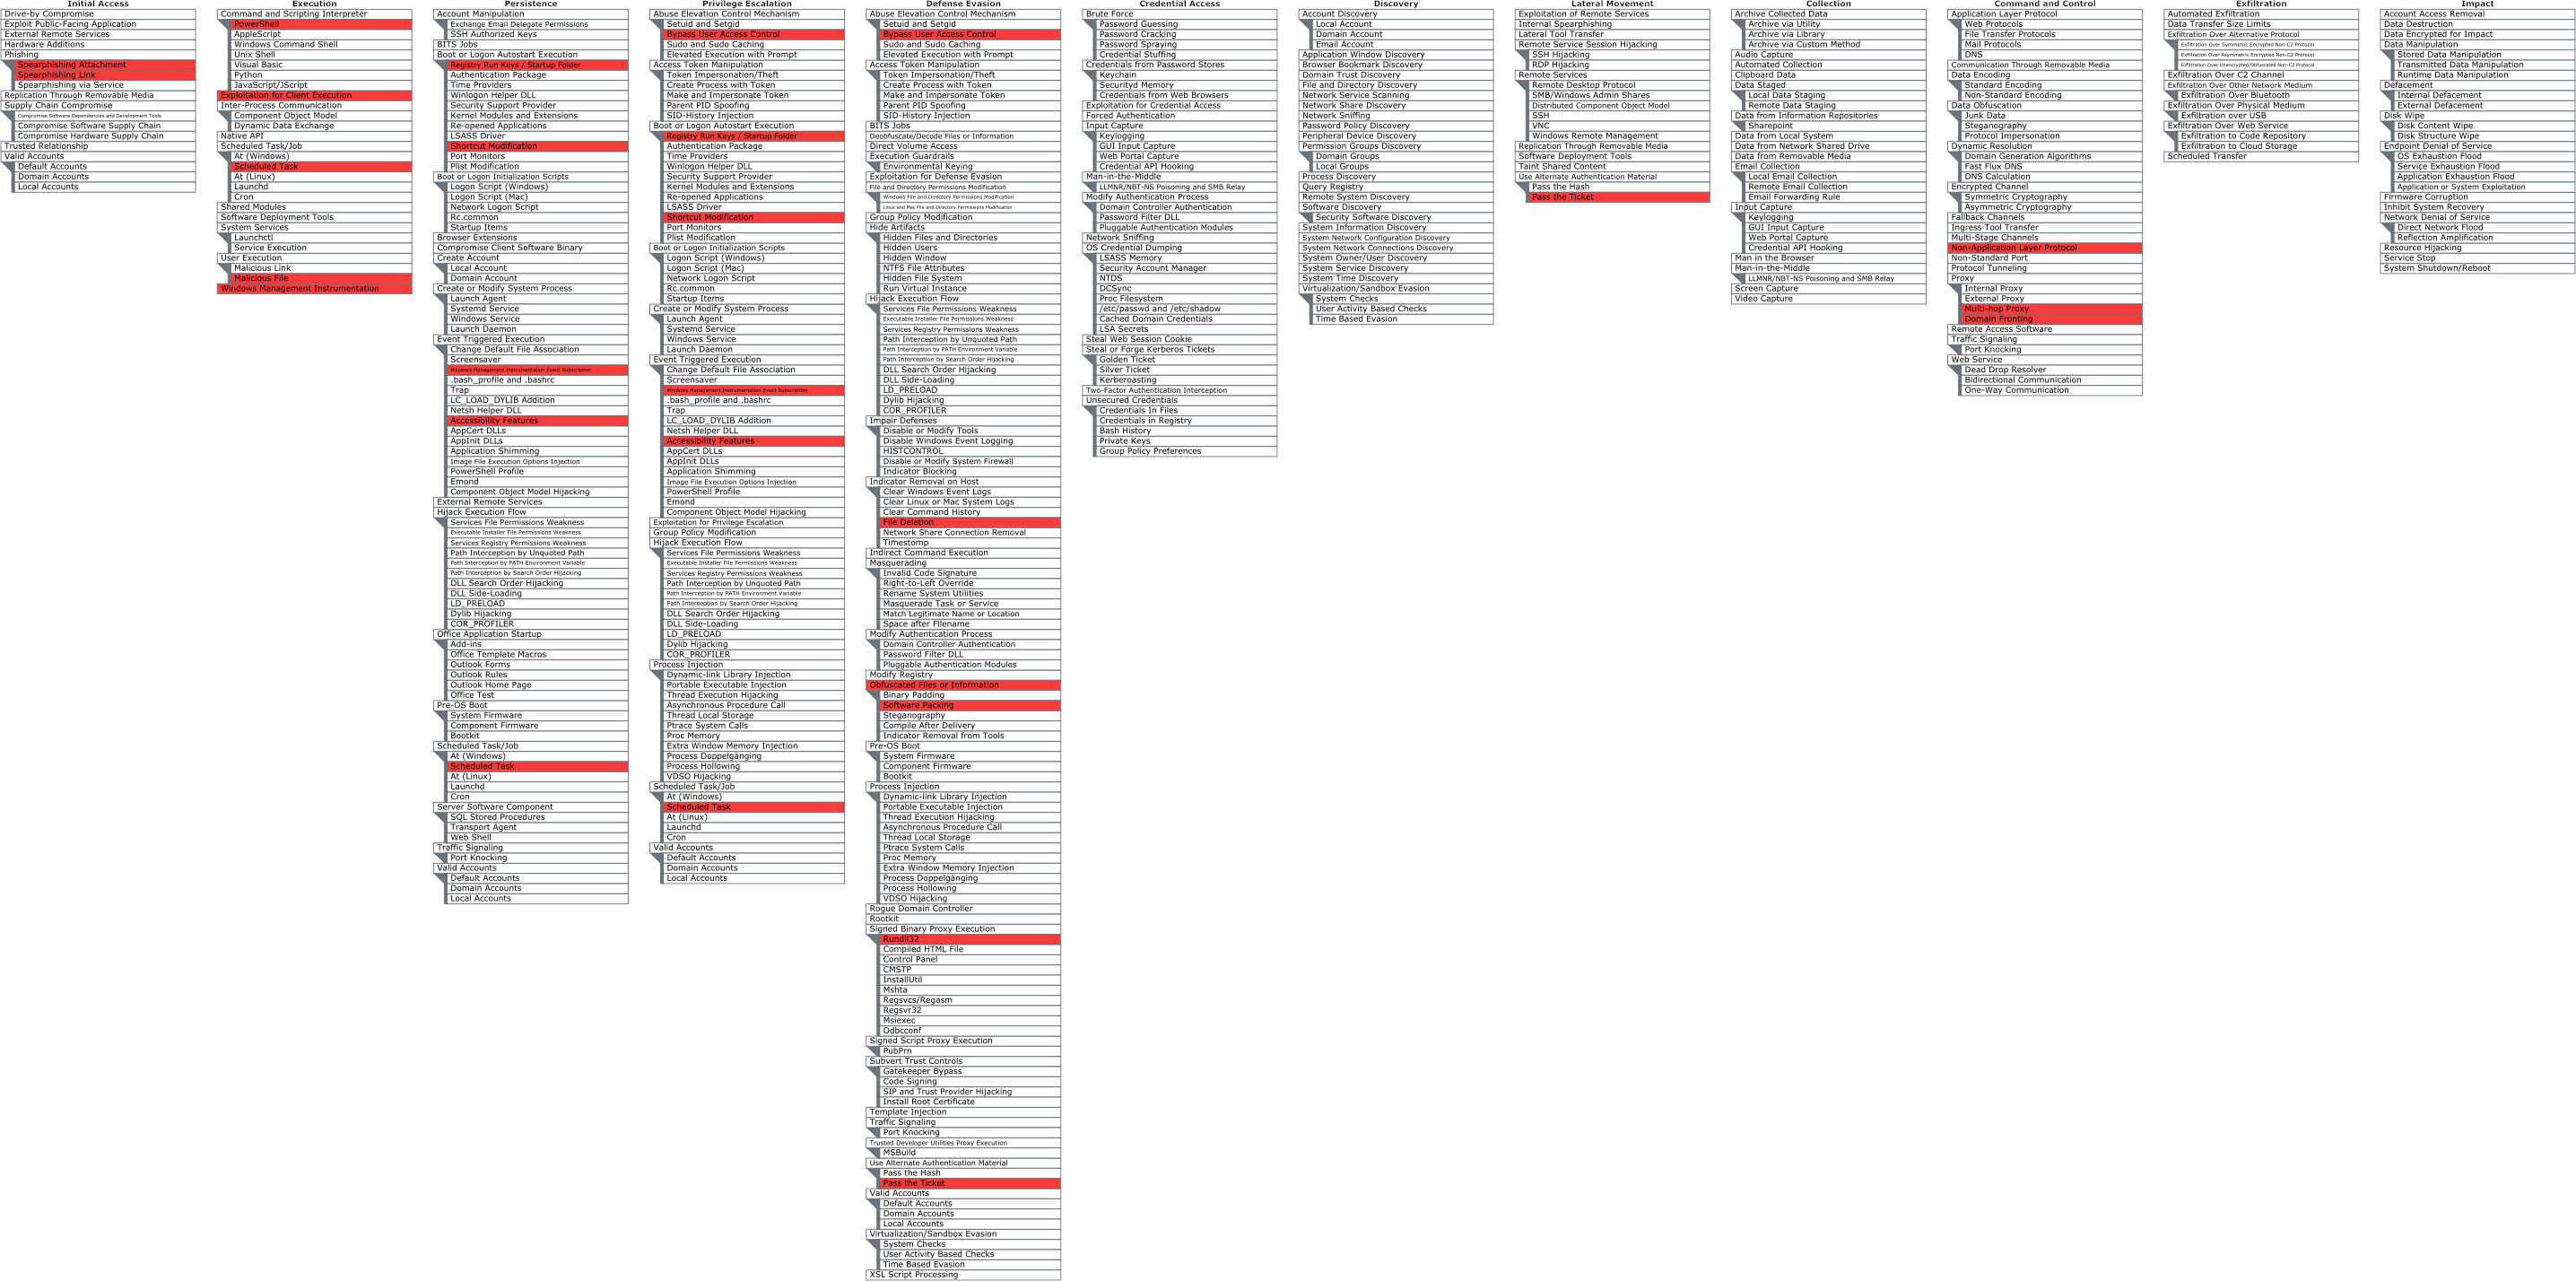 Initial Access
Drive-by Compromise
Exploit Public-Facing Application
External Remote Services
Hardware Additions
Phishing
Spearphishing Attachment
Spearphishing Link
Spearphishing via Service
Replication Through Removable Media
Supply Chain Compromise
Compromise Software Dependencies and Development Tools
Compromise Software Supply Chain
Compromise Hardware Supply Chain
Trusted Relationship
Valid Accounts
Default Accounts
Domain Accounts
Local Accounts
Execution
Command and Scripting Interpreter
PowerShell
AppleScript
Windows Command Shell
Unix Shell
Visual Basic
Python
JavaScript/JScript
Exploitation for Client Execution
Inter-Process Communication
Component Object Model
Dynamic Data Exchange
Native API
Scheduled Task/Job
At (Windows)
Scheduled Task
At (Linux)
Launchd
Cron
Shared Modules
Software Deployment Tools
System Services
Launchctl
Service Execution
User Execution
Malicious Link
Malicious File
Windows Management Instrumentation
Persistence
Account Manipulation
Exchange Email Delegate Permissions
SSH Authorized Keys
BITS Jobs
Boot or Logon Autostart Execution
Registry Run Keys / Startup Folder
Authentication Package
Time Providers
Winlogon Helper DLL
Security Support Provider
Kernel Modules and Extensions
Re-opened Applications
LSASS Driver
Shortcut Modification
Port Monitors
Plist Modification
Boot or Logon Initialization Scripts
Logon Script (Windows)
Logon Script (Mac)
Network Logon Script
Rc.common
Startup Items
Browser Extensions
Compromise Client Software Binary
Create Account
Local Account
Domain Account
Create or Modify System Process
Launch Agent
Systemd Service
Windows Service
Launch Daemon
Event Triggered Execution
Change Default File Association
Screensaver
Windows Management Instrumentation Event Subscription
.bash_profile and .bashrc
Trap
LC_LOAD_DYLIB Addition
Netsh Helper DLL
Accessibility Features
AppCert DLLs
AppInit DLLs
Application Shimming
Image File Execution Options Injection
PowerShell Profile
Emond
Component Object Model Hijacking
External Remote Services
Hijack Execution Flow
Services File Permissions Weakness
Executable Installer File Permissions Weakness
Services Registry Permissions Weakness
Path Interception by Unquoted Path
Path Interception by PATH Environment Variable
Path Interception by Search Order Hijacking
DLL Search Order Hijacking
DLL Side-Loading
LD_PRELOAD
Dylib Hijacking
COR_PROFILER
Office Application Startup
Add-ins
Office Template Macros
Outlook Forms
Outlook Rules
Outlook Home Page
Office Test
Pre-OS Boot
System Firmware
Component Firmware
Bootkit
Scheduled Task/Job
At (Windows)
Scheduled Task
At (Linux)
Launchd
Cron
Server Software Component
SQL Stored Procedures
Transport Agent
Web Shell
Traffic Signaling
Port Knocking
Valid Accounts
Default Accounts
Domain Accounts
Local Accounts
Privilege Escalation
Abuse Elevation Control Mechanism
Setuid and Setgid
Bypass User Access Control
Sudo and Sudo Caching
Elevated Execution with Prompt
Access Token Manipulation
Token Impersonation/Theft
Create Process with Token
Make and Impersonate Token
Parent PID Spoofing
SID-History Injection
Boot or Logon Autostart Execution
Registry Run Keys / Startup Folder
Authentication Package
Time Providers
Winlogon Helper DLL
Security Support Provider
Kernel Modules and Extensions
Re-opened Applications
LSASS Driver
Shortcut Modification
Port Monitors
Plist Modification
Boot or Logon Initialization Scripts
Logon Script (Windows)
Logon Script (Mac)
Network Logon Script
Rc.common
Startup Items
Create or Modify System Process
Launch Agent
Systemd Service
Windows Service
Launch Daemon
Event Triggered Execution
Change Default File Association
Screensaver
Windows Management Instrumentation Event Subscription
.bash_profile and .bashrc
Trap
LC_LOAD_DYLIB Addition
Netsh Helper DLL
Accessibility Features
AppCert DLLs
AppInit DLLs
Application Shimming
Image File Execution Options Injection
PowerShell Profile
Emond
Component Object Model Hijacking
Exploitation for Privilege Escalation
Group Policy Modification
Hijack Execution Flow
Services File Permissions Weakness
Executable Installer File Permissions Weakness
Services Registry Permissions Weakness
Path Interception by Unquoted Path
Path Interception by PATH Environment Variable
Path Interception by Search Order Hijacking
DLL Search Order Hijacking
DLL Side-Loading
LD_PRELOAD
Dylib Hijacking
COR_PROFILER
Process Injection
Dynamic-link Library Injection
Portable Executable Injection
Thread Execution Hijacking
Asynchronous Procedure Call
Thread Local Storage
Ptrace System Calls
Proc Memory
Extra Window Memory Injection
Process Doppelgänging
Process Hollowing
VDSO Hijacking
Scheduled Task/Job
At (Windows)
Scheduled Task
At (Linux)
Launchd
Cron
Valid Accounts
Default Accounts
Domain Accounts
Local Accounts
Defense Evasion
Abuse Elevation Control Mechanism
Setuid and Setgid
Bypass User Access Control
Sudo and Sudo Caching
Elevated Execution with Prompt
Access Token Manipulation
Token Impersonation/Theft
Create Process with Token
Make and Impersonate Token
Parent PID Spoofing
SID-History Injection
BITS Jobs
Deobfuscate/Decode Files or Information
Direct Volume Access
Execution Guardrails
Environmental Keying
Exploitation for Defense Evasion
File and Directory Permissions Modification
Windows File and Directory Permissions Modification
Linux and Mac File and Directory Permissions Modification
Group Policy Modification
Hide Artifacts
Hidden Files and Directories
Hidden Users
Hidden Window
NTFS File Attributes
Hidden File System
Run Virtual Instance
Hijack Execution Flow
Services File Permissions Weakness
Executable Installer File Permissions Weakness
Services Registry Permissions Weakness
Path Interception by Unquoted Path
Path Interception by PATH Environment Variable
Path Interception by Search Order Hijacking
DLL Search Order Hijacking
DLL Side-Loading
LD_PRELOAD
Dylib Hijacking
COR_PROFILER
Impair Defenses
Disable or Modify Tools
Disable Windows Event Logging
HISTCONTROL
Disable or Modify System Firewall
Indicator Blocking
Indicator Removal on Host
Clear Windows Event Logs
Clear Linux or Mac System Logs
Clear Command History
File Deletion
Network Share Connection Removal
Timestomp
Indirect Command Execution
Masquerading
Invalid Code Signature
Right-to-Left Override
Rename System Utilities
Masquerade Task or Service
Match Legitimate Name or Location
Space after Filename
Modify Authentication Process
Domain Controller Authentication
Password Filter DLL
Pluggable Authentication Modules
Modify Registry
Obfuscated Files or Information
Binary Padding
Software Packing
Steganography
Compile After Delivery
Indicator Removal from Tools
Pre-OS Boot
System Firmware
Component Firmware
Bootkit
Process Injection
Dynamic-link Library Injection
Portable Executable Injection
Thread Execution Hijacking
Asynchronous Procedure Call
Thread Local Storage
Ptrace System Calls
Proc Memory
Extra Window Memory Injection
Process Doppelgänging
Process Hollowing
VDSO Hijacking
Rogue Domain Controller
Rootkit
Signed Binary Proxy Execution
Rundll32
Compiled HTML File
Control Panel
CMSTP
InstallUtil
Mshta
Regsvcs/Regasm
Regsvr32
Msiexec
Odbcconf
Signed Script Proxy Execution
PubPrn
Subvert Trust Controls
Gatekeeper Bypass
Code Signing
SIP and Trust Provider Hijacking
Install Root Certificate
Template Injection
Traffic Signaling
Port Knocking
Trusted Developer Utilities Proxy Execution
MSBuild
Use Alternate Authentication Material
Pass the Hash
Pass the Ticket
Valid Accounts
Default Accounts
Domain Accounts
Local Accounts
Virtualization/Sandbox Evasion
System Checks
User Activity Based Checks
Time Based Evasion
XSL Script Processing
Credential Access
Brute Force
Password Guessing
Password Cracking
Password Spraying
Credential Stuffing
Credentials from Password Stores
Keychain
Securityd Memory
Credentials from Web Browsers
Exploitation for Credential Access
Forced Authentication
Input Capture
Keylogging
GUI Input Capture
Web Portal Capture
Credential API Hooking
Man-in-the-Middle
LLMNR/NBT-NS Poisoning and SMB Relay
Modify Authentication Process
Domain Controller Authentication
Password Filter DLL
Pluggable Authentication Modules
Network Sniffing
OS Credential Dumping
LSASS Memory
Security Account Manager
NTDS
DCSync
Proc Filesystem
/etc/passwd and /etc/shadow
Cached Domain Credentials
LSA Secrets
Steal Web Session Cookie
Steal or Forge Kerberos Tickets
Golden Ticket
Silver Ticket
Kerberoasting
Two-Factor Authentication Interception
Unsecured Credentials
Credentials In Files
Credentials in Registry
Bash History
Private Keys
Group Policy Preferences
Discovery
Account Discovery
Local Account
Domain Account
Email Account
Application Window Discovery
Browser Bookmark Discovery
Domain Trust Discovery
File and Directory Discovery
Network Service Scanning
Network Share Discovery
Network Sniffing
Password Policy Discovery
Peripheral Device Discovery
Permission Groups Discovery
Domain Groups
Local Groups
Process Discovery
Query Registry
Remote System Discovery
Software Discovery
Security Software Discovery
System Information Discovery
System Network Configuration Discovery
System Network Connections Discovery
System Owner/User Discovery
System Service Discovery
System Time Discovery
Virtualization/Sandbox Evasion
System Checks
User Activity Based Checks
Time Based Evasion
Lateral Movement
Exploitation of Remote Services
Internal Spearphishing
Lateral Tool Transfer
Remote Service Session Hijacking
SSH Hijacking
RDP Hijacking
Remote Services
Remote Desktop Protocol
SMB/Windows Admin Shares
Distributed Component Object Model
SSH
VNC
Windows Remote Management
Replication Through Removable Media
Software Deployment Tools
Taint Shared Content
Use Alternate Authentication Material
Pass the Hash
Pass the Ticket
Collection
Archive Collected Data
Archive via Utility
Archive via Library
Archive via Custom Method
Audio Capture
Automated Collection
Clipboard Data
Data Staged
Local Data Staging
Remote Data Staging
Data from Information Repositories
Sharepoint
Data from Local System
Data from Network Shared Drive
Data from Removable Media
Email Collection
Local Email Collection
Remote Email Collection
Email Forwarding Rule
Input Capture
Keylogging
GUI Input Capture
Web Portal Capture
Credential API Hooking
Man in the Browser
Man-in-the-Middle
LLMNR/NBT-NS Poisoning and SMB Relay
Screen Capture
Video Capture
Command and Control
Application Layer Protocol
Web Protocols
File Transfer Protocols
Mail Protocols
DNS
Communication Through Removable Media
Data Encoding
Standard Encoding
Non-Standard Encoding
Data Obfuscation
Junk Data
Steganography
Protocol Impersonation
Dynamic Resolution
Domain Generation Algorithms
Fast Flux DNS
DNS Calculation
Encrypted Channel
Symmetric Cryptography
Asymmetric Cryptography
Fallback Channels
Ingress Tool Transfer
Multi-Stage Channels
Non-Application Layer Protocol
Non-Standard Port
Protocol Tunneling
Proxy
Internal Proxy
External Proxy
Multi-hop Proxy
Domain Fronting
Remote Access Software
Traffic Signaling
Port Knocking
Web Service
Dead Drop Resolver
Bidirectional Communication
One-Way Communication
Exfiltration
Automated Exfiltration
Data Transfer Size Limits
Exfiltration Over Alternative Protocol
Exfiltration Over Symmetric Encrypted Non-C2 Protocol
Exfiltration Over Asymmetric Encrypted Non-C2 Protocol
Exfiltration Over Unencrypted/Obfuscated Non-C2 Protocol
Exfiltration Over C2 Channel
Exfiltration Over Other Network Medium
Exfiltration Over Bluetooth
Exfiltration Over Physical Medium
Exfiltration over USB
Exfiltration Over Web Service
Exfiltration to Code Repository
Exfiltration to Cloud Storage
Scheduled Transfer
Impact
Account Access Removal
Data Destruction
Data Encrypted for Impact
Data Manipulation
Stored Data Manipulation
Transmitted Data Manipulation
Runtime Data Manipulation
Defacement
Internal Defacement
External Defacement
Disk Wipe
Disk Content Wipe
Disk Structure Wipe
Endpoint Denial of Service
OS Exhaustion Flood
Service Exhaustion Flood
Application Exhaustion Flood
Application or System Exploitation
Firmware Corruption
Inhibit System Recovery
Network Denial of Service
Direct Network Flood
Reflection Amplification
Resource Hijacking
Service Stop
System Shutdown/Reboot